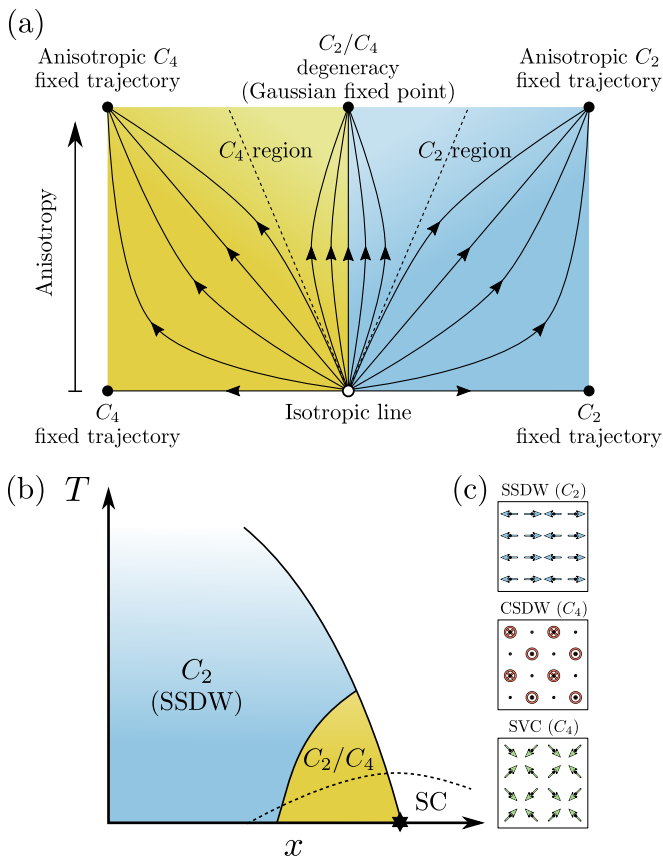 (a)
Anisotropic C4
fixed trajectory
C2/C4
degeneracy
(Gaussian fixed point)
Anisotropic C2
fixed trajectory
C4 region
C2 region
Anisotropy
C4
fixed trajectory
Isotropic line
C2
fixed trajectory
(b)
T
C2
(SSDW)
C2/C4
SC
x
(c)
SSDW (C2)
CSDW (C4)
SVC (C4)